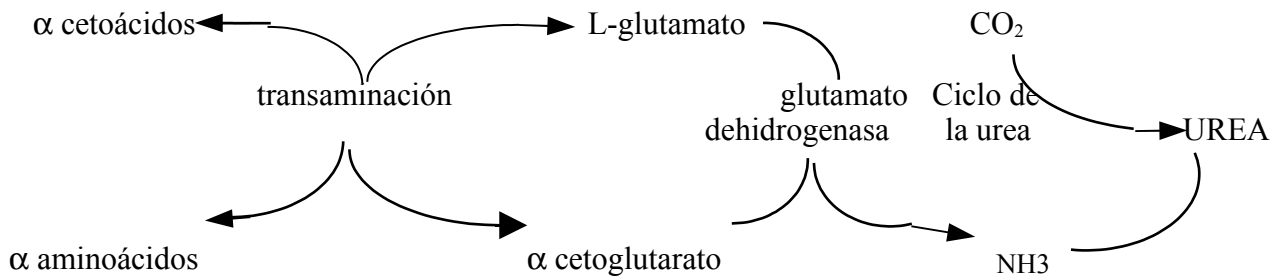 α cetoácidos L-glutamato CO₂
transaminación glutamato Ciclo de
dehidrogenasa la urea UREA
α aminoácidos α cetoglutarato NH3